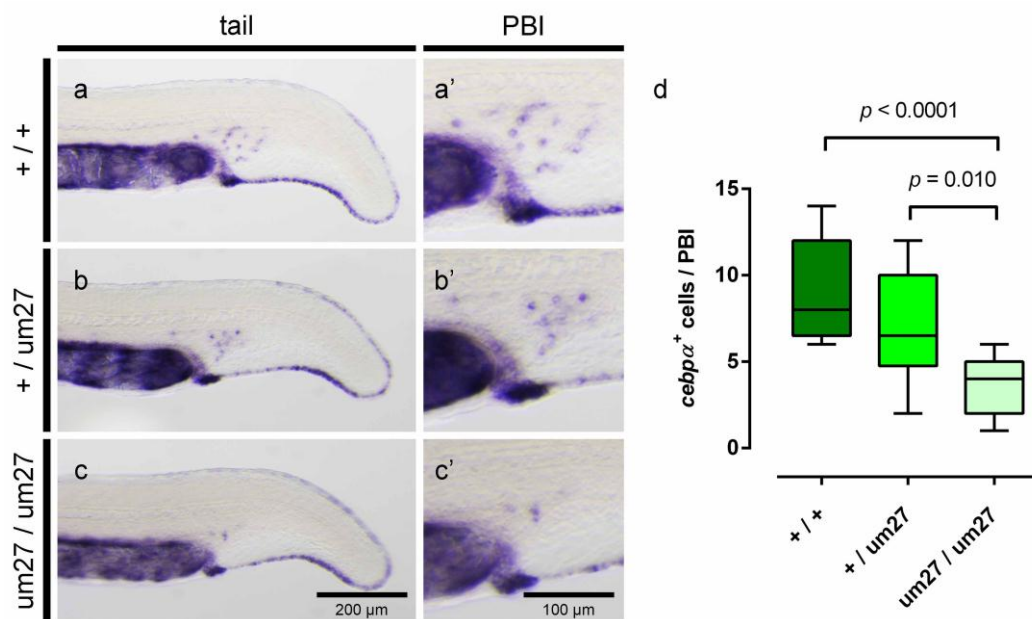 tail
PBI
+ / +
a
a'
+ / um27
b
b'
um27 / um27
c
c'
200 µm
100 µm
d
p < 0.0001
p = 0.010
cebpα⁺ cells / PBI
15
10
5
0
+ / +
+ / um27
um27 / um27